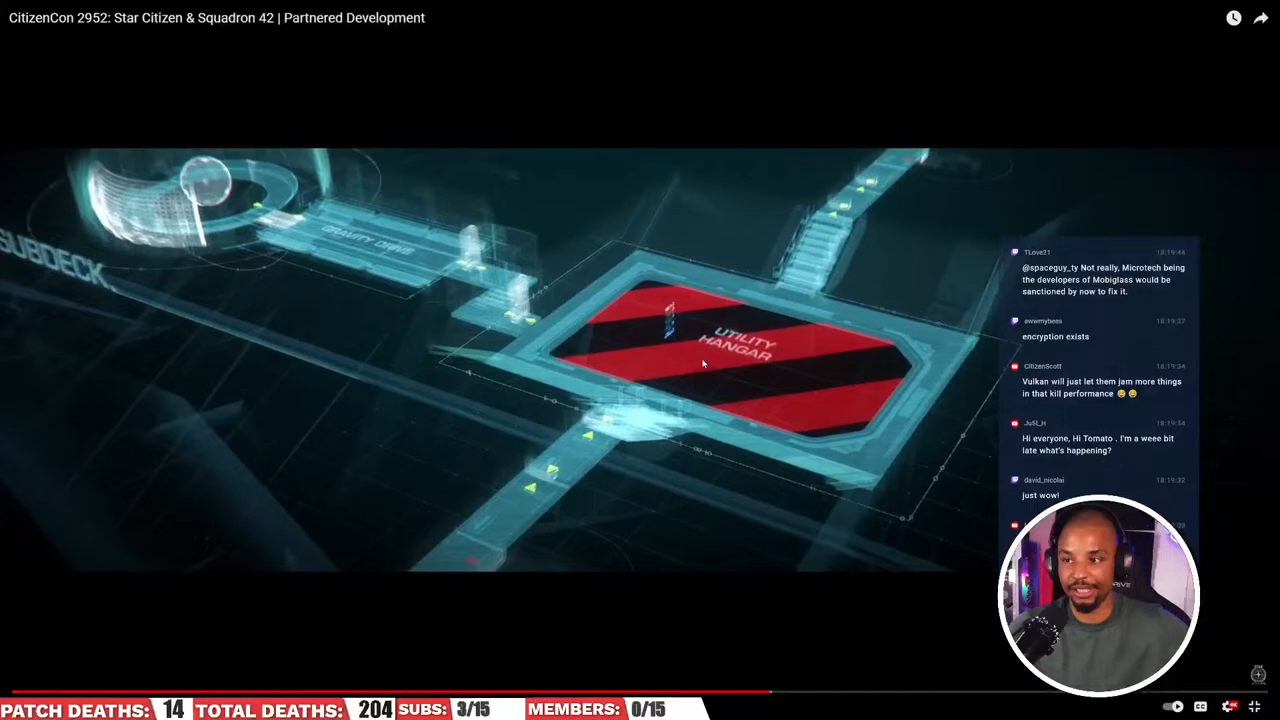 CitizenCon 2952: Star Citizen & Squadron 42 | Partnered Development
SUBDECK
GRAVITY DRIVE
UTILITY
HANGAR
TLove21 18:19:44
@spaceguy_ty Not really, Microtech being
the developers of Mobiglass would be
sanctioned by now to fix it.
awwmybees 18:19:37
encryption exists
CitizenScott 18:19:34
Vulkan will just let them jam more things
in that kill performance 😅 😅
Ju5t_H 18:19:34
Hi everyone, Hi Tomato . I'm a weee bit
late what's happening?
david_nicolai 18:19:32
just wow!
PATCH DEATHS: 14 TOTAL DEATHS: 204 SUBS: 3/15 MEMBERS: 0/15
CC